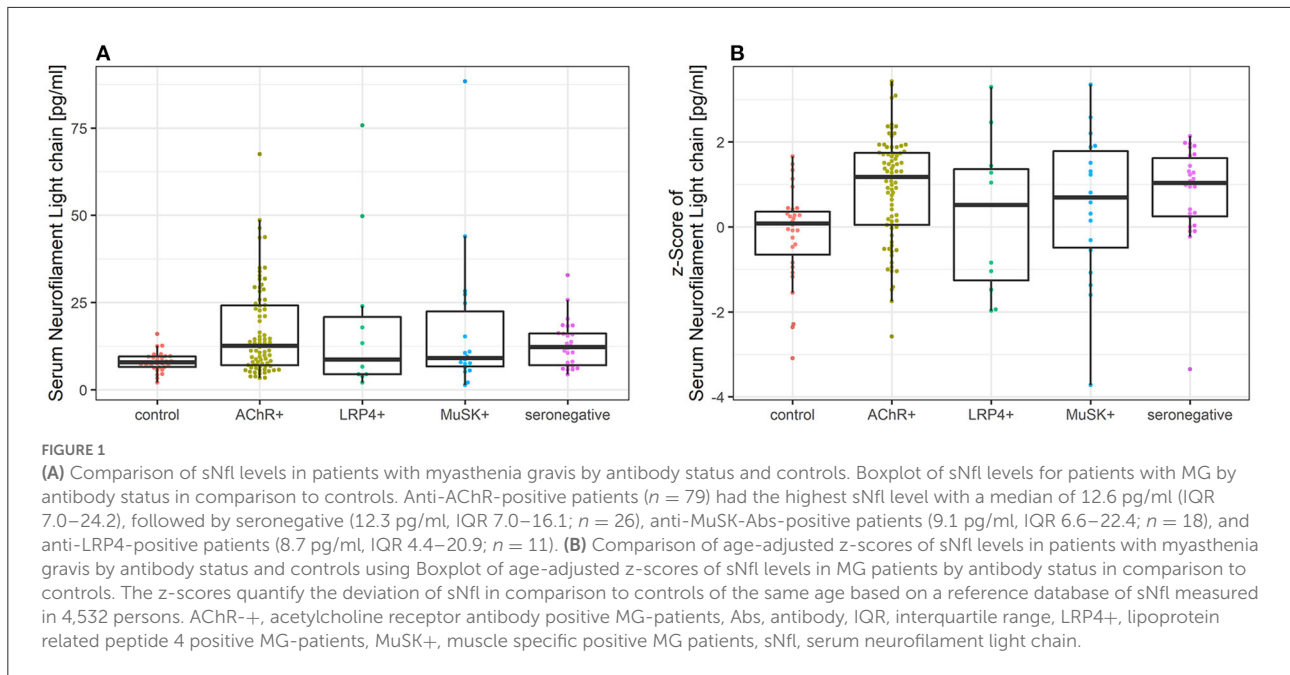 A
Serum Neurofilament Light chain [pg/ml]
75
50
25
0
control AChR+ LRP4+ MuSK+ seronegative
B
z-Score of
Serum Neurofilament Light chain [pg/ml]
2
0
-2
-4
control AChR+ LRP4+ MuSK+ seronegative
FIGURE 1
(A) Comparison of sNfl levels in patients with myasthenia gravis by antibody status and controls. Boxplot of sNfl levels for patients with MG by
antibody status in comparison to controls. Anti-AChR-positive patients (n = 79) had the highest sNfl level with a median of 12.6 pg/ml (IQR
7.0–24.2), followed by seronegative (12.3 pg/ml, IQR 7.0–16.1; n = 26), anti-MuSK-Abs-positive patients (9.1 pg/ml, IQR 6.6–22.4; n = 18), and
anti-LRP4-positive patients (8.7 pg/ml, IQR 4.4–20.9; n = 11). (B) Comparison of age-adjusted z-scores of sNfl levels in patients with myasthenia
gravis by antibody status and controls using Boxplot of age-adjusted z-scores of sNfl levels in MG patients by antibody status in comparison to
controls. The z-scores quantify the deviation of sNfl in comparison to controls of the same age based on a reference database of sNfl measured
in 4,532 persons. AChR-+, acetylcholine receptor antibody positive MG-patients, Abs, antibody, IQR, interquartile range, LRP4+, lipoprotein
related peptide 4 positive MG-patients, MuSK+, muscle specific positive MG patients, sNfl, serum neurofilament light chain.